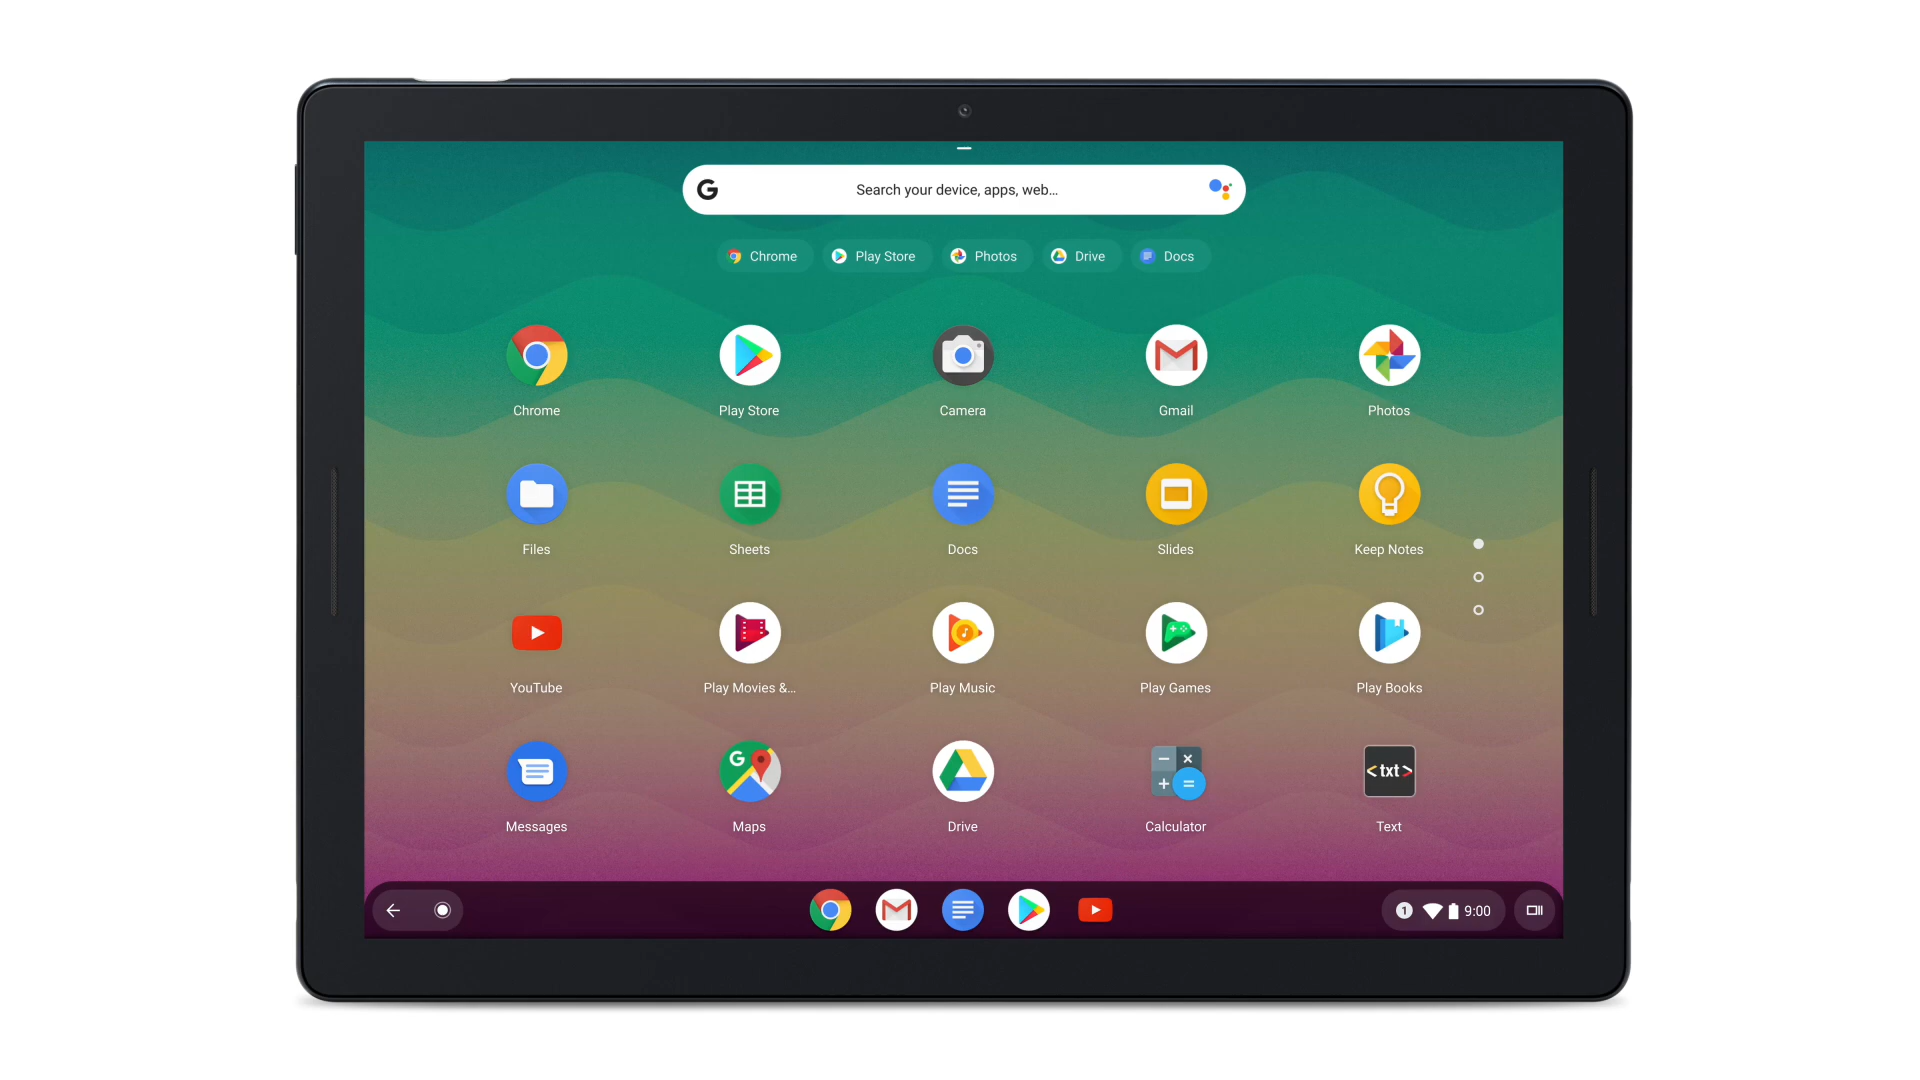 G Search your device, apps, web...
Chrome Play Store Photos Drive Docs
Chrome Play Store Camera Gmail Photos
Files Sheets Docs Slides Keep Notes
YouTube Play Movies &... Play Music Play Games Play Books
G - × + = <txt>
Messages Maps Drive Calculator Text
1 9:00